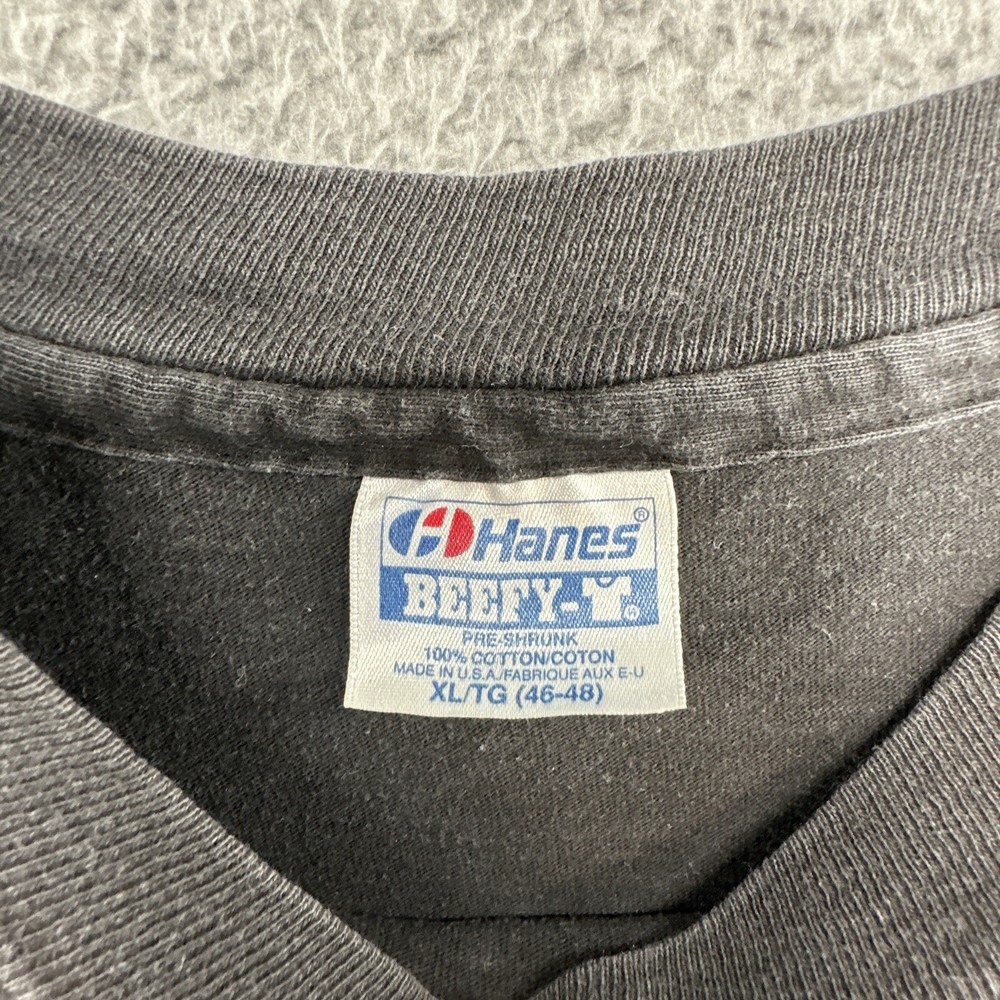 Hanes®
BEEFY-T®
PRE-SHRUNK
100% COTTON/COTON
MADE IN U.S.A./FABRIQUE AUX E-U
XL/TG (46-48)